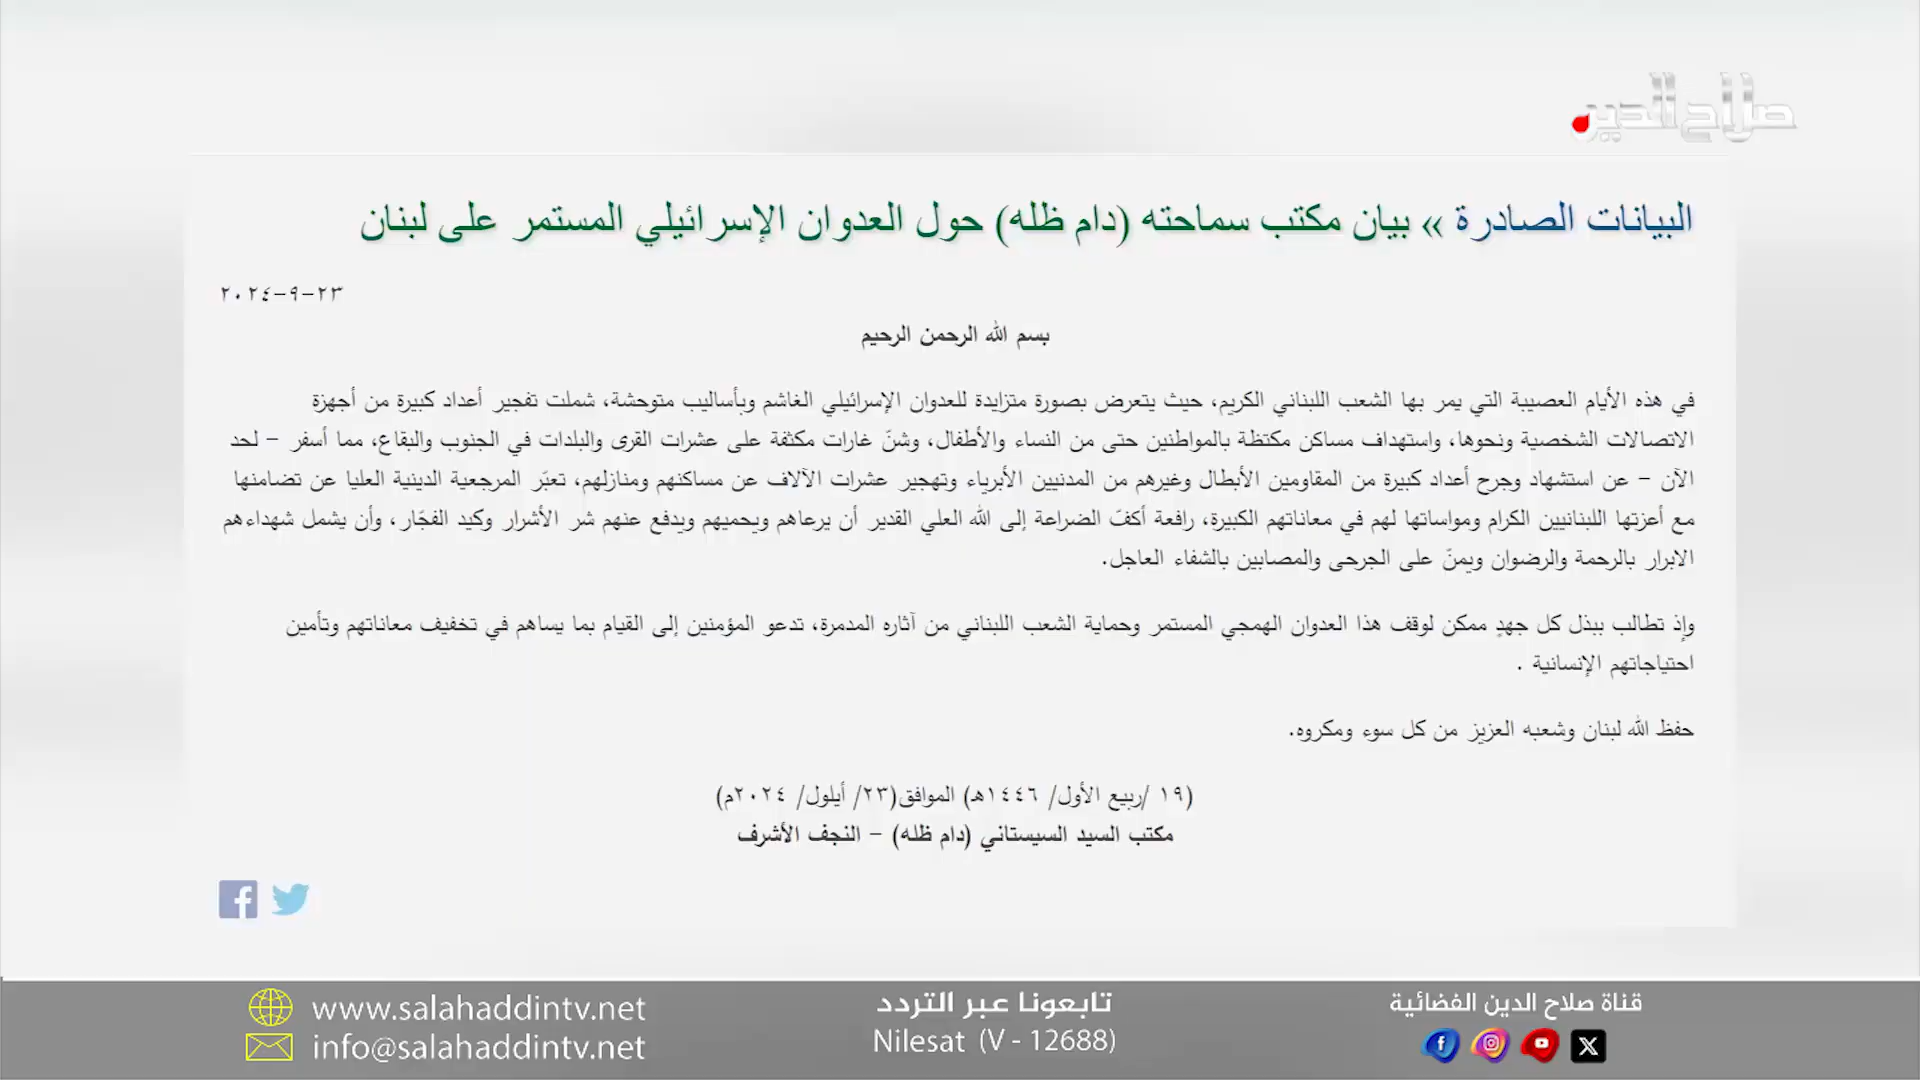 صلاح الدين
البيانات الصادرة » بيان مكتب سماحته (دام ظله) حول العدوان الإسرائيلي المستمر على لبنان
٢٣-٩-٢٠٢٤
بسم الله الرحمن الرحيم
في هذه الأيام العصيبة التي يمر بها الشعب اللبناني الكريم، حيث يتعرض بصورة متزايدة للعدوان الإسرائيلي الغاشم وبأساليب متوحشة، شملت تفجير أعداد كبيرة من أجهزة
الاتصالات الشخصية ونحوها، واستهداف مساكن مكتظة بالمواطنين حتى من النساء والأطفال، وشنّ غارات مكثفة على عشرات القرى والبلدات في الجنوب والبقاع، مما أسفر – لحد
الآن – عن استشهاد وجرح أعداد كبيرة من المقاومين الأبطال وغيرهم من المدنيين الأبرياء وتهجير عشرات الآلاف عن مساكنهم ومنازلهم، تعبّر المرجعية الدينية العليا عن تضامنها
مع أعزتها اللبنانيين الكرام ومواساتها لهم في معاناتهم الكبيرة، رافعة أكفّ الضراعة إلى الله العلي القدير أن يرعاهم ويحميهم ويدفع عنهم شر الأشرار وكيد الفجّار، وأن يشمل شهداءهم
الابرار بالرحمة والرضوان ويمنّ على الجرحى والمصابين بالشفاء العاجل.
وإذ تطالب ببذل كل جهدٍ ممكن لوقف هذا العدوان الهمجي المستمر وحماية الشعب اللبناني من آثاره المدمرة، تدعو المؤمنين إلى القيام بما يساهم في تخفيف معاناتهم وتأمين
احتياجاتهم الإنسانية .
حفظ الله لبنان وشعبه العزيز من كل سوء ومكروه.
(١٩ /ربيع الأول/ ١٤٤٦هـ) الموافق(٢٣/ أيلول/ ٢٠٢٤م)
مكتب السيد السيستاني (دام ظله) – النجف الأشرف
قناة صلاح الدين الفضائية
تابعونا عبر التردد
Nilesat (V - 12688)
www.salahaddintv.net
info@salahaddintv.net